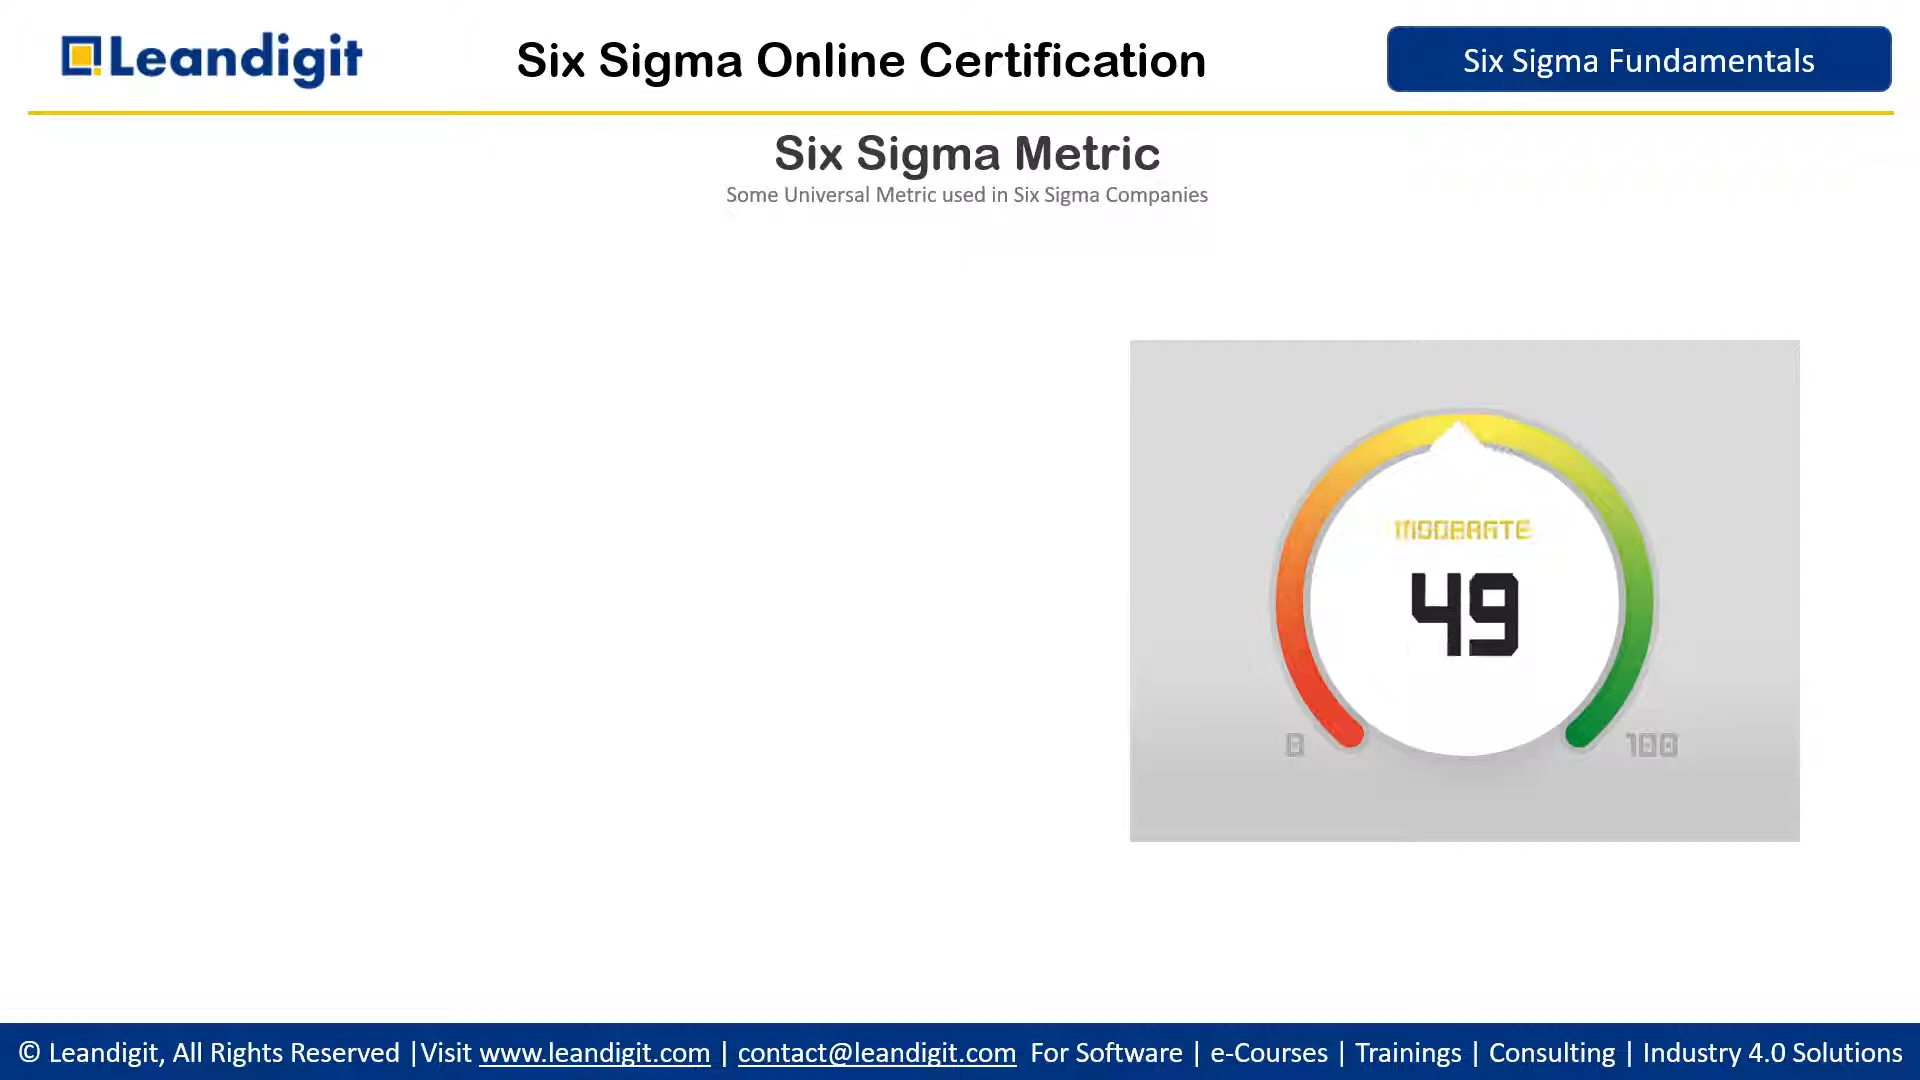 Leandigit
Six Sigma Online Certification
Six Sigma Fundamentals
Six Sigma Metric
Some Universal Metric used in Six Sigma Companies
49
0
100
© Leandigit, All Rights Reserved |Visit www.leandigit.com | contact@leandigit.com For Software | e-Courses | Trainings | Consulting | Industry 4.0 Solutions